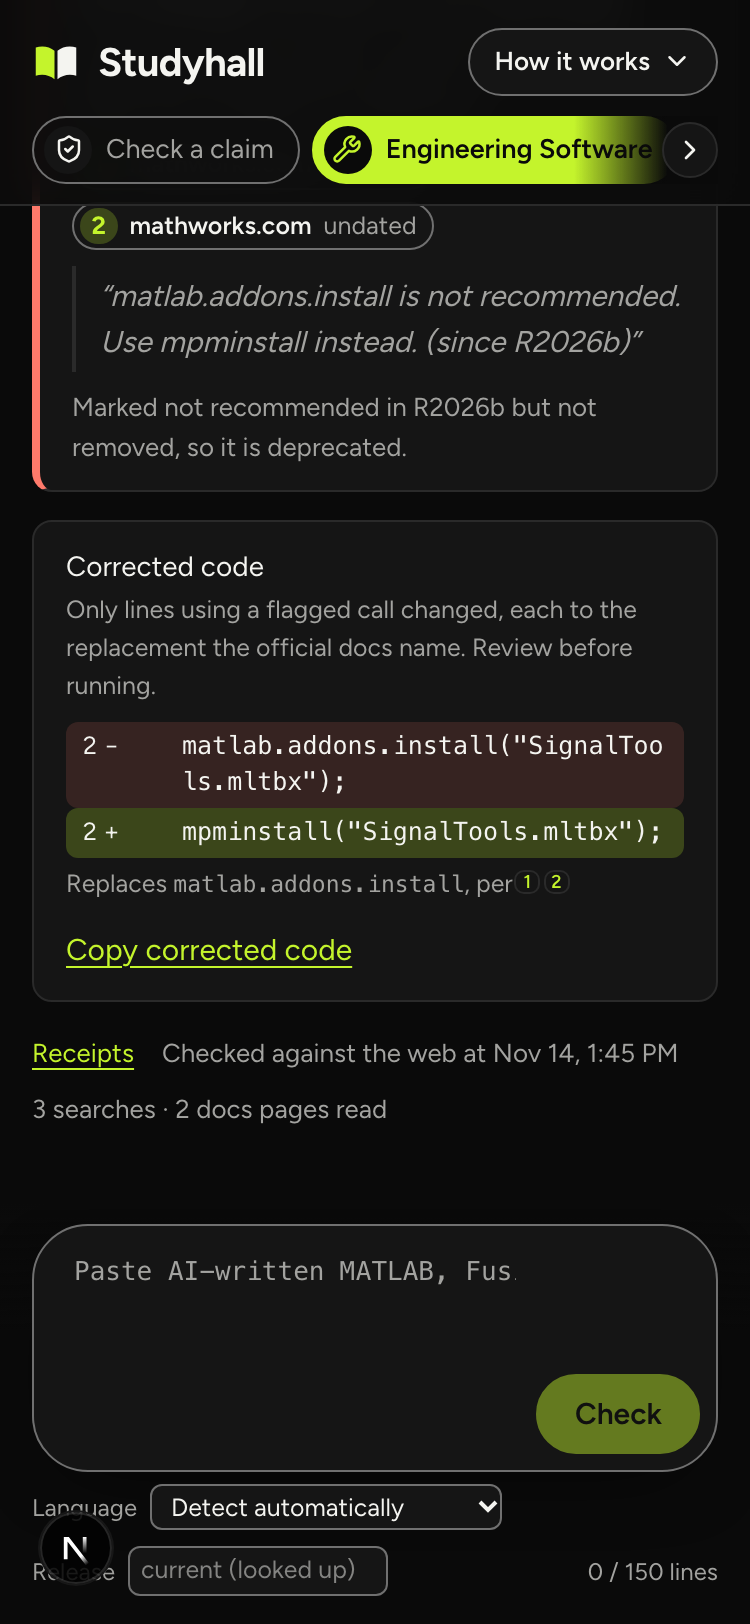 Studyhall
How it works
Check a claim
Engineering Software
2 mathworks.com undated
“matlab.addons.install is not recommended.
Use mpminstall instead. (since R2026b)”
Marked not recommended in R2026b but not
removed, so it is deprecated.
Corrected code
Only lines using a flagged call changed, each to the
replacement the official docs name. Review before
running.
2 − matlab.addons.install("SignalToo
ls.mltbx");
2 + mpminstall("SignalTools.mltbx");
Replaces matlab.addons.install, per 1 2
Copy corrected code
Receipts Checked against the web at Nov 14, 1:45 PM
3 searches · 2 docs pages read
Paste AI-written MATLAB, Fus
Check
Language Detect automatically
N
Release current (looked up) 0 / 150 lines